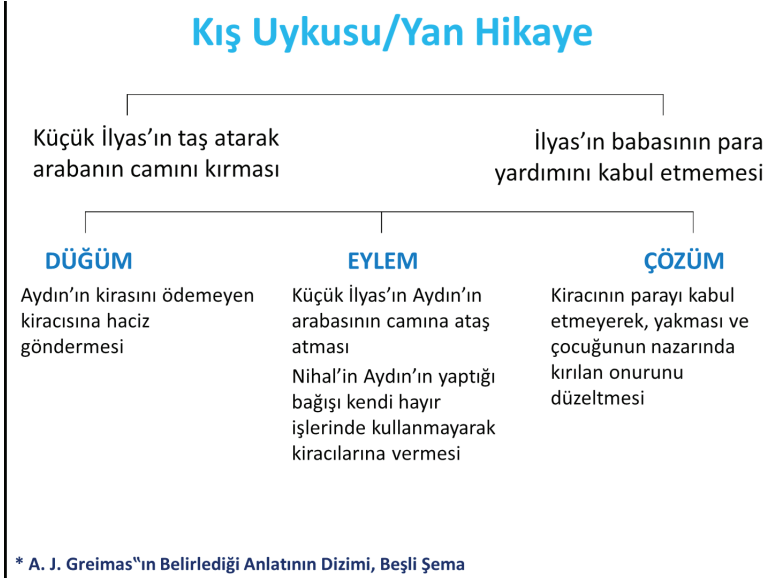 Kış Uykusu/Yan Hikaye
Küçük İlyas’ın taş atarak
arabanın camını kırması
İlyas’ın babasının para
yardımını kabul etmemesi
DÜĞÜM
Aydın’ın kirasını ödemeyen
kiracısına haciz
göndermesi
EYLEM
Küçük İlyas’ın Aydın’ın
arabasının camına ataş
atması
Nihal’in Aydın’ın yaptığı
bağışı kendi hayır
işlerinde kullanmayarak
kiracılarına vermesi
ÇÖZÜM
Kiracının parayı kabul
etmeyerek, yakması ve
çocuğunun nazarında
kırılan onurunu
düzeltmesi
* A. J. Greimas‟ın Belirlediği Anlatının Dizimi, Beşli Şema